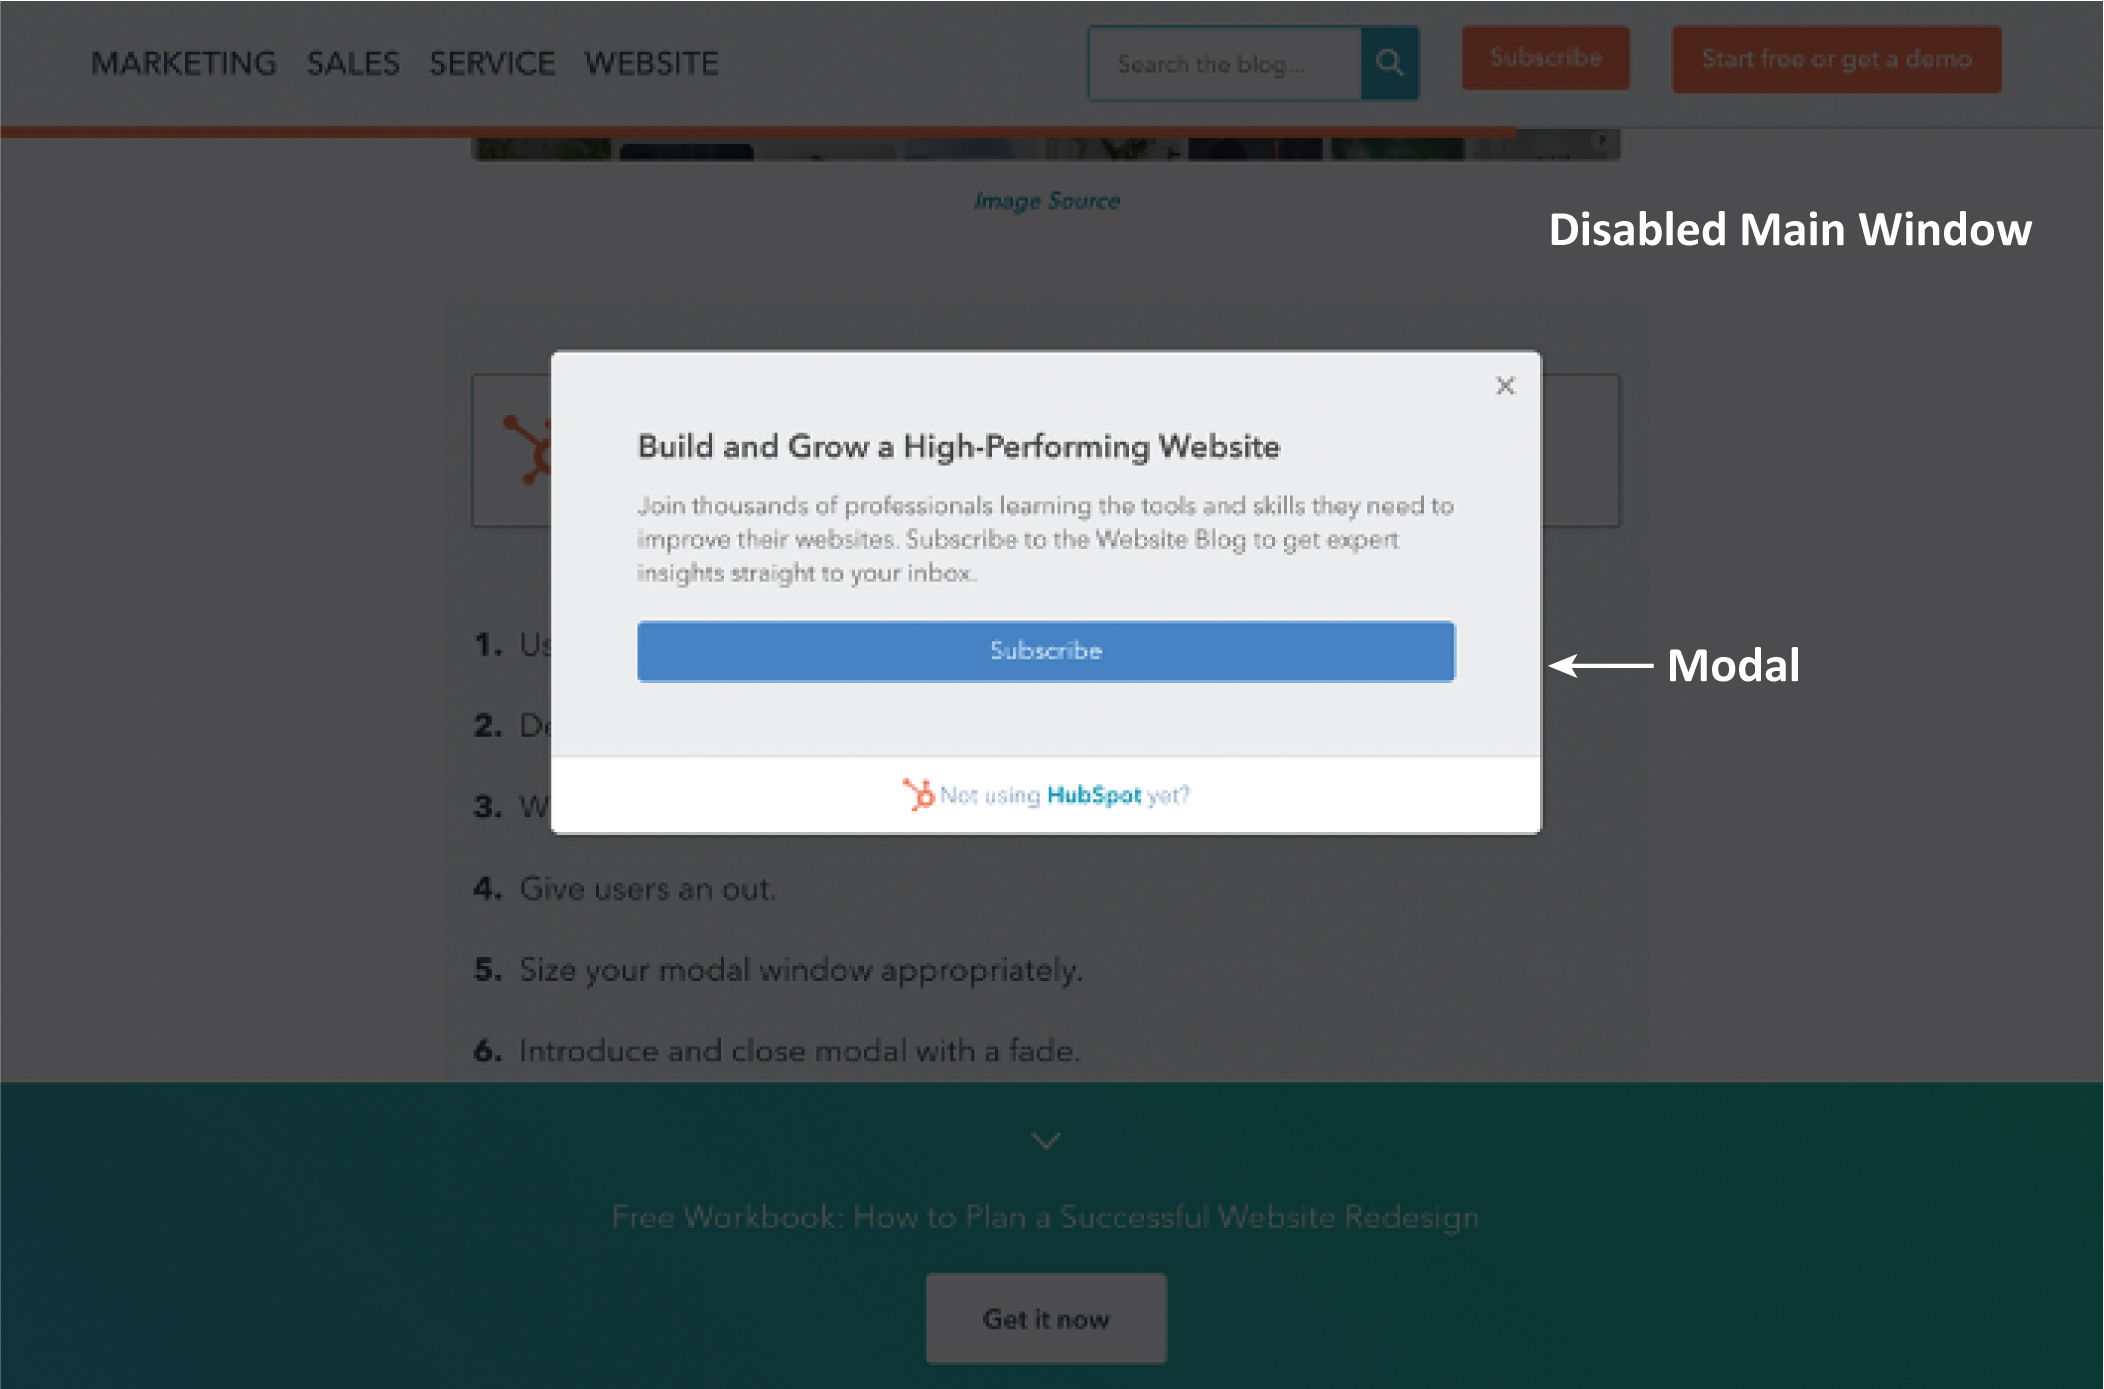 MARKETING SALES SERVICE WEBSITE
Search the blog...
Subscribe
Start free or get a demo
Image Source
Disabled Main Window
Build and Grow a High-Performing Website
Join thousands of professionals learning the tools and skills they need to
improve their websites. Subscribe to the Website Blog to get expert
insights straight to your inbox.
Subscribe
Modal
Not using HubSpot yet?
1. Us
2. De
3. W
4. Give users an out.
5. Size your modal window appropriately.
6. Introduce and close modal with a fade.
Free Workbook: How to Plan a Successful Website Redesign
Get it now